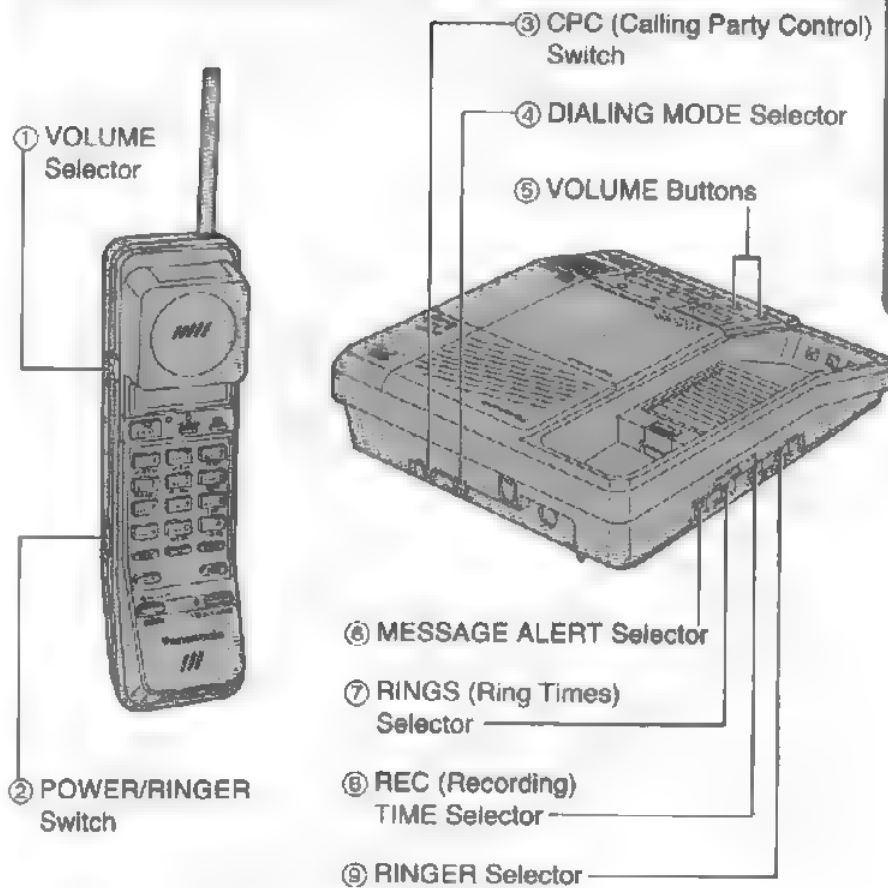 ① VOLUME
Selector
② POWER/RINGER
Switch
③ CPC (Calling Party Control)
Switch
④ DIALING MODE Selector
⑤ VOLUME Buttons
⑥ MESSAGE ALERT Selector
⑦ RINGS (Ring Times)
Selector
⑧ REC (Recording)
TIME Selector
⑨ RINGER Selector
Panasonic